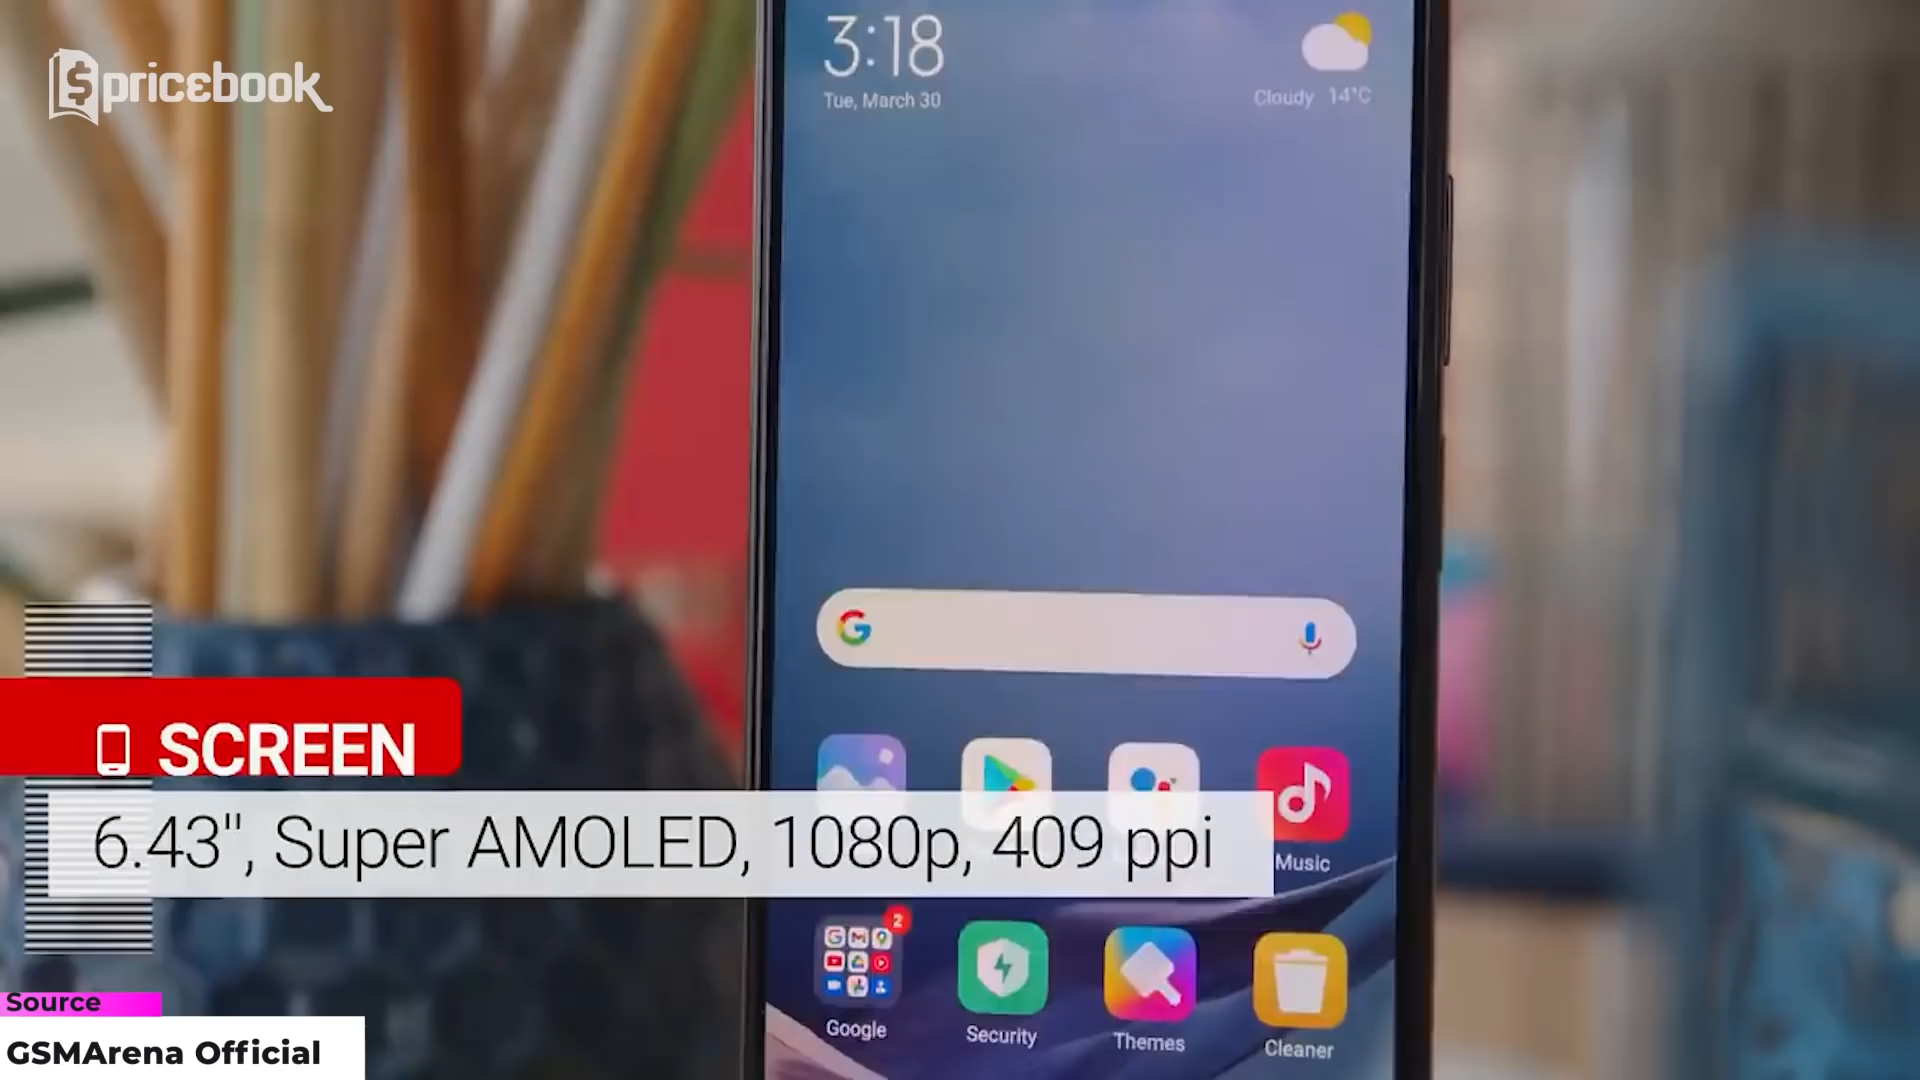 pricebook
3:18
Tue, March 30
Cloudy 14°C
SCREEN
6.43", Super AMOLED, 1080p, 409 ppi
Music
2
Google
Security
Themes
Cleaner
Source
GSMArena Official